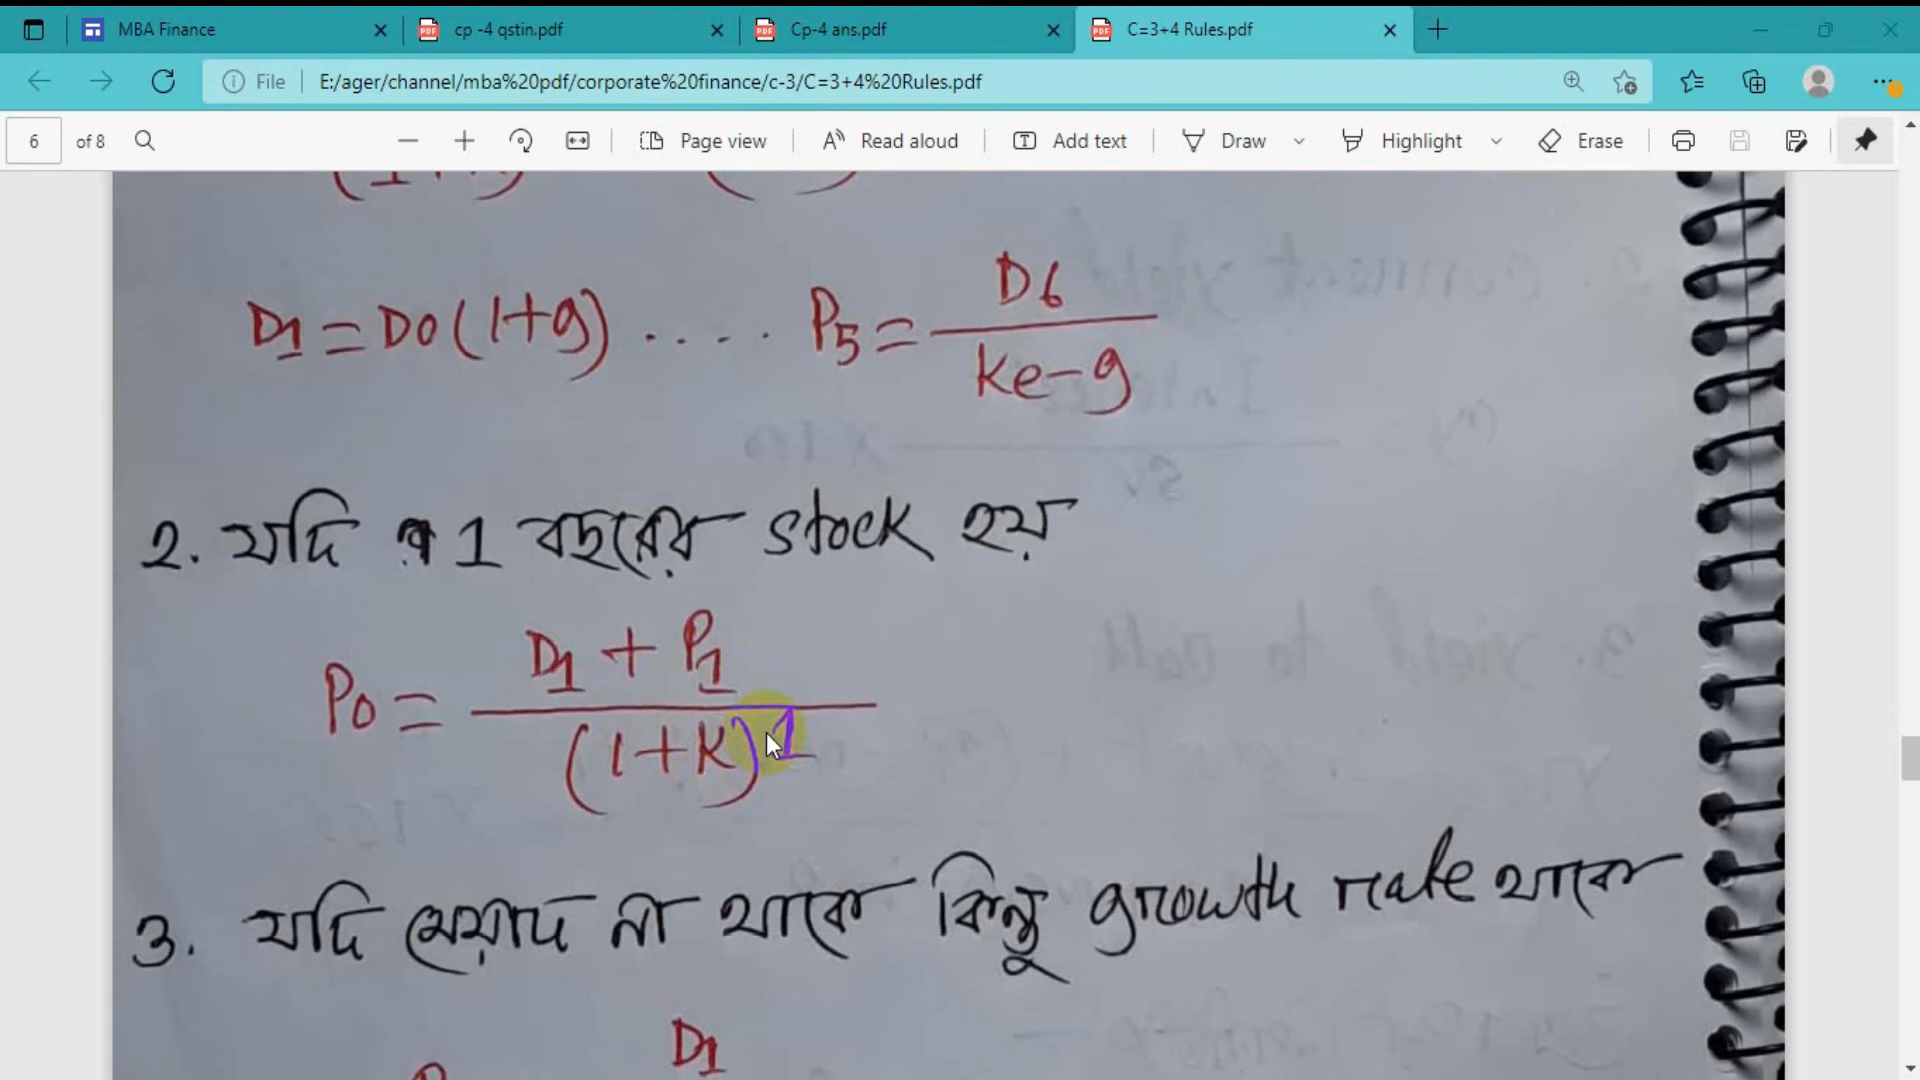 MBA Finance cp -4 qstin.pdf Cp-4 ans.pdf C=3+4 Rules.pdf
File E:/ager/channel/mba%20pdf/corporate%20finance/c-3/C=3+4%20Rules.pdf
6 of 8 Page view Read aloud Add text Draw Highlight Erase
D1 = D0 (1+g) ..... P5 = D6
ke-g
২. যদি 1 বছরের stock হয়
P0 = D1 + P1
(1+k)1
৩. যদি মেয়াদ না থাকে কিন্তু growth rate থাকে
D1